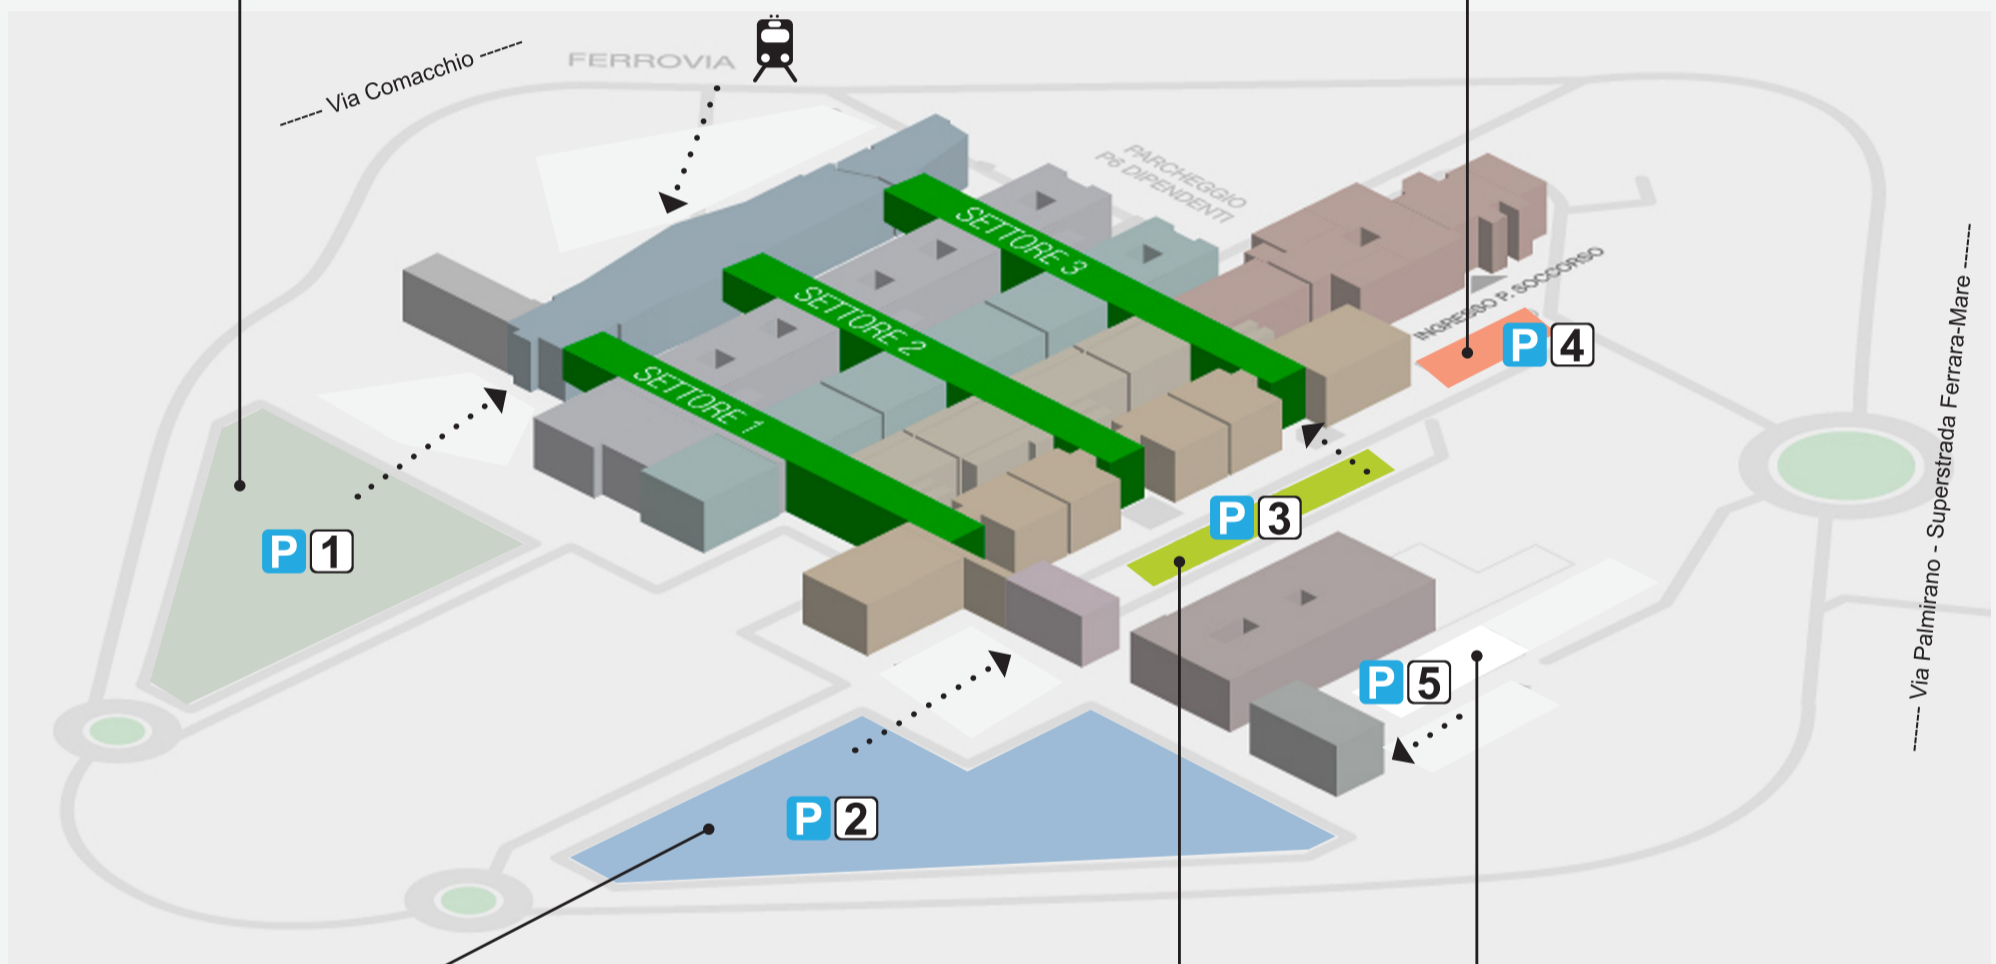 ------ Via Comacchio ------
FERROVIA
PARCHEGGIO
P6 DIPENDENTI
SETTORE 3
SETTORE 2
SETTORE 1
INGRESSO P. SOCCORSO
P 4
P 3
P 1
P 5
P 2
------ Via Palmirano - Superstrada Ferrara-Mare ------